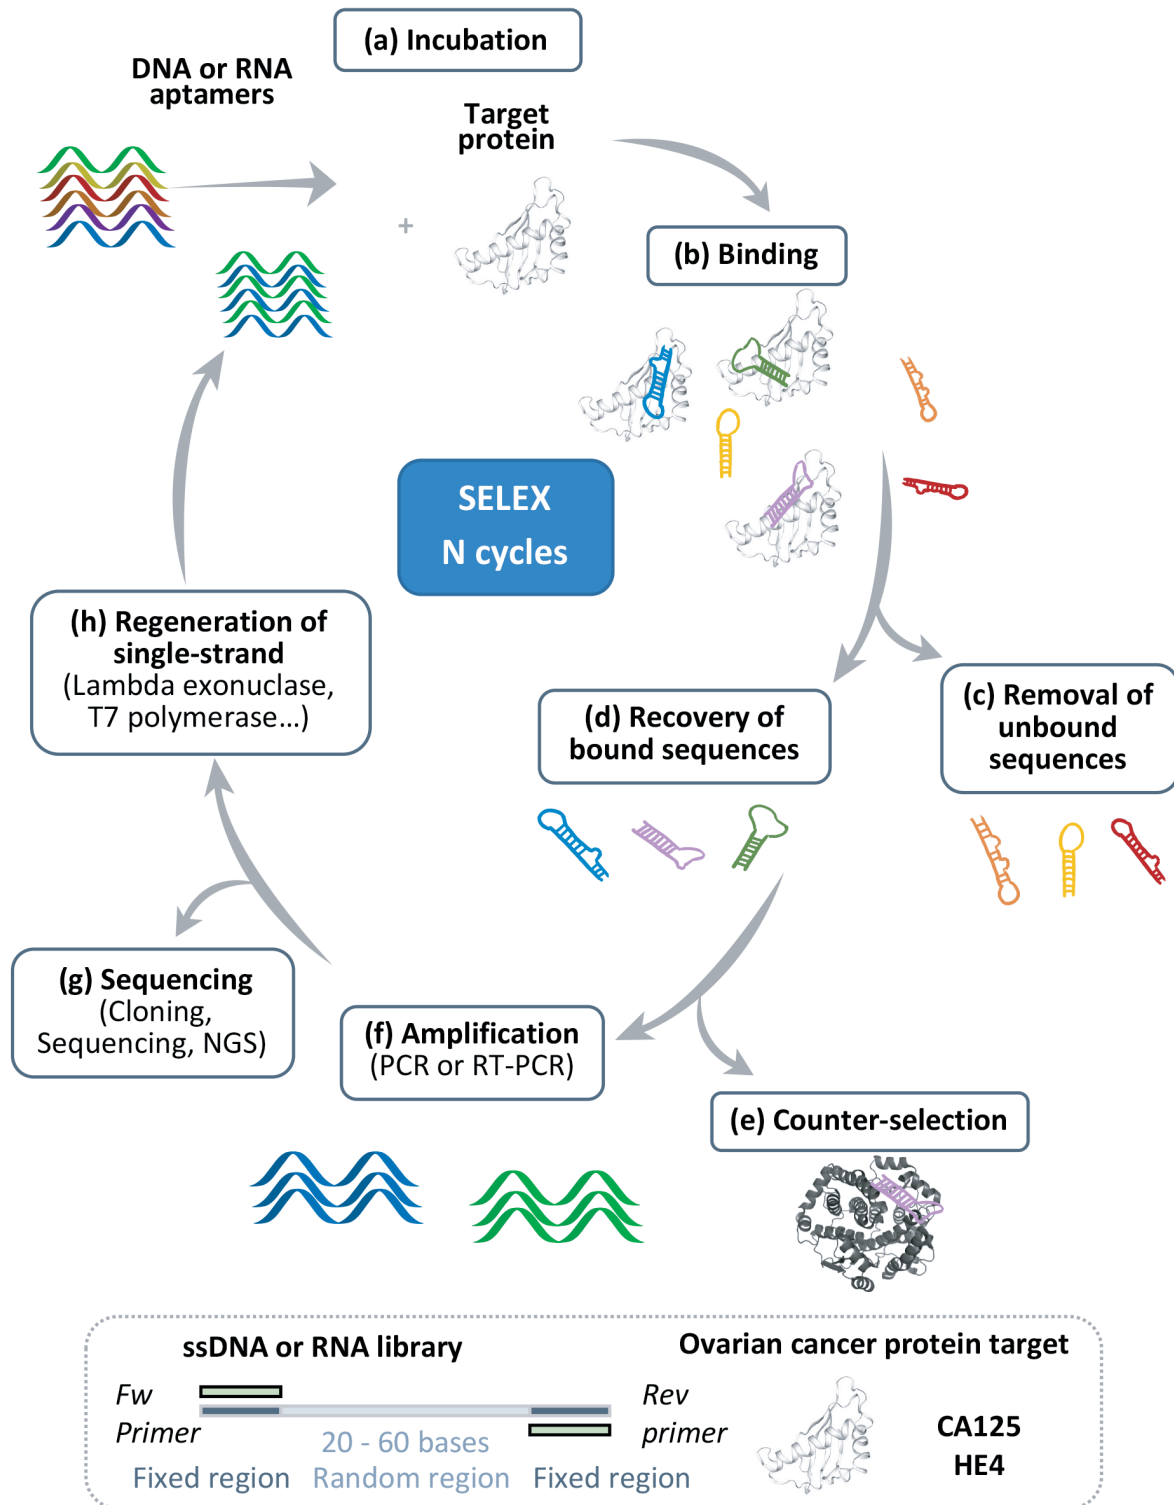 (a) Incubation
DNA or RNA
aptamers
Target
protein
+
(b) Binding
SELEX
N cycles
(h) Regeneration of
single-strand
(Lambda exonuclease,
T7 polymerase...)
(c) Removal of
unbound
sequences
(d) Recovery of
bound sequences
(g) Sequencing
(Cloning,
Sequencing, NGS)
(f) Amplification
(PCR or RT-PCR)
(e) Counter-selection
ssDNA or RNA library
Fw
Primer
Rev
primer
20 - 60 bases
Fixed region
Random region
Fixed region
Ovarian cancer protein target
CA125
HE4